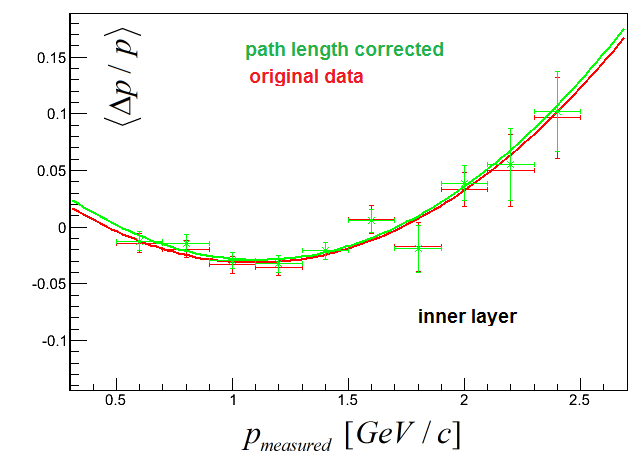 path length corrected
original data
⟨Δp / p⟩
0.15
0.1
0.05
0
-0.05
-0.1
inner layer
0.5
1
1.5
2
2.5
p_measured [GeV / c]